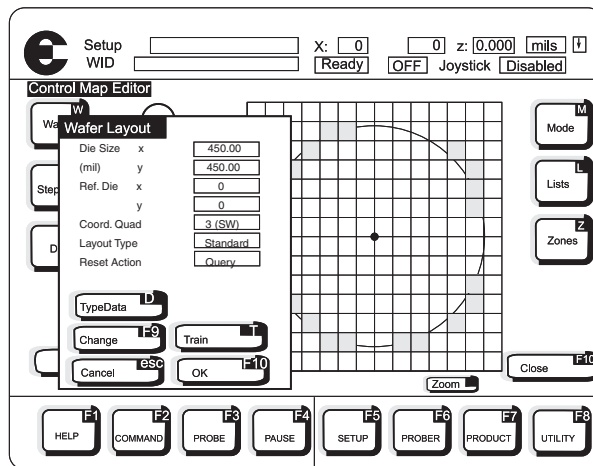 Setup X: 0 0 z: 0.000 mils
WID Ready OFF Joystick Disabled
Control Map Editor
Wa W
Step
D
Wafer Layout
Die Size x 450.00
(mil) y 450.00
Ref. Die x 0
y 0
Coord. Quad 3 (SW)
Layout Type Standard
Reset Action Query
TypeData D
Change F9 Train T
Cancel esc OK F10
Mode M
Lists L
Zones Z
Zoom
Close F10
HELP F1 COMMAND F2 PROBE F3 PAUSE F4 SETUP F5 PROBER F6 PRODUCT F7 UTILITY F8